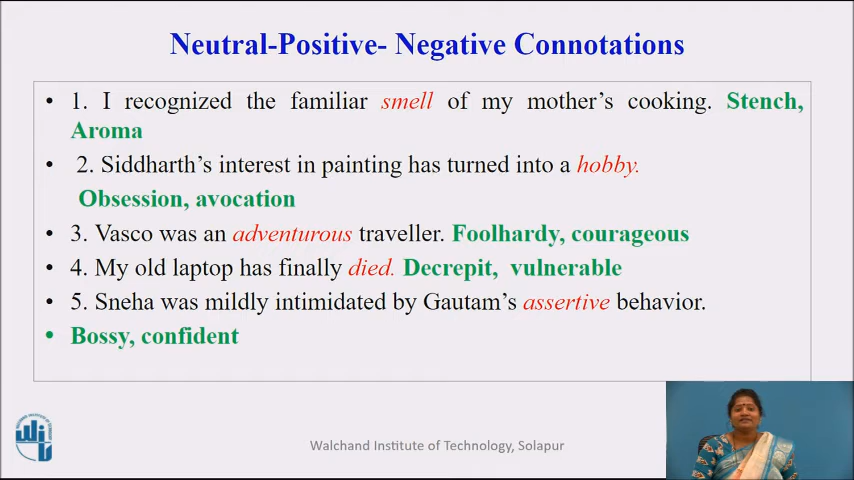 Neutral-Positive- Negative Connotations
• 1. I recognized the familiar smell of my mother's cooking. Stench,
Aroma
• 2. Siddharth's interest in painting has turned into a hobby.
Obsession, avocation
• 3. Vasco was an adventurous traveller. Foolhardy, courageous
• 4. My old laptop has finally died. Decrepit, vulnerable
• 5. Sneha was mildly intimidated by Gautam's assertive behavior.
• Bossy, confident
Walchand Institute of Technology, Solapur